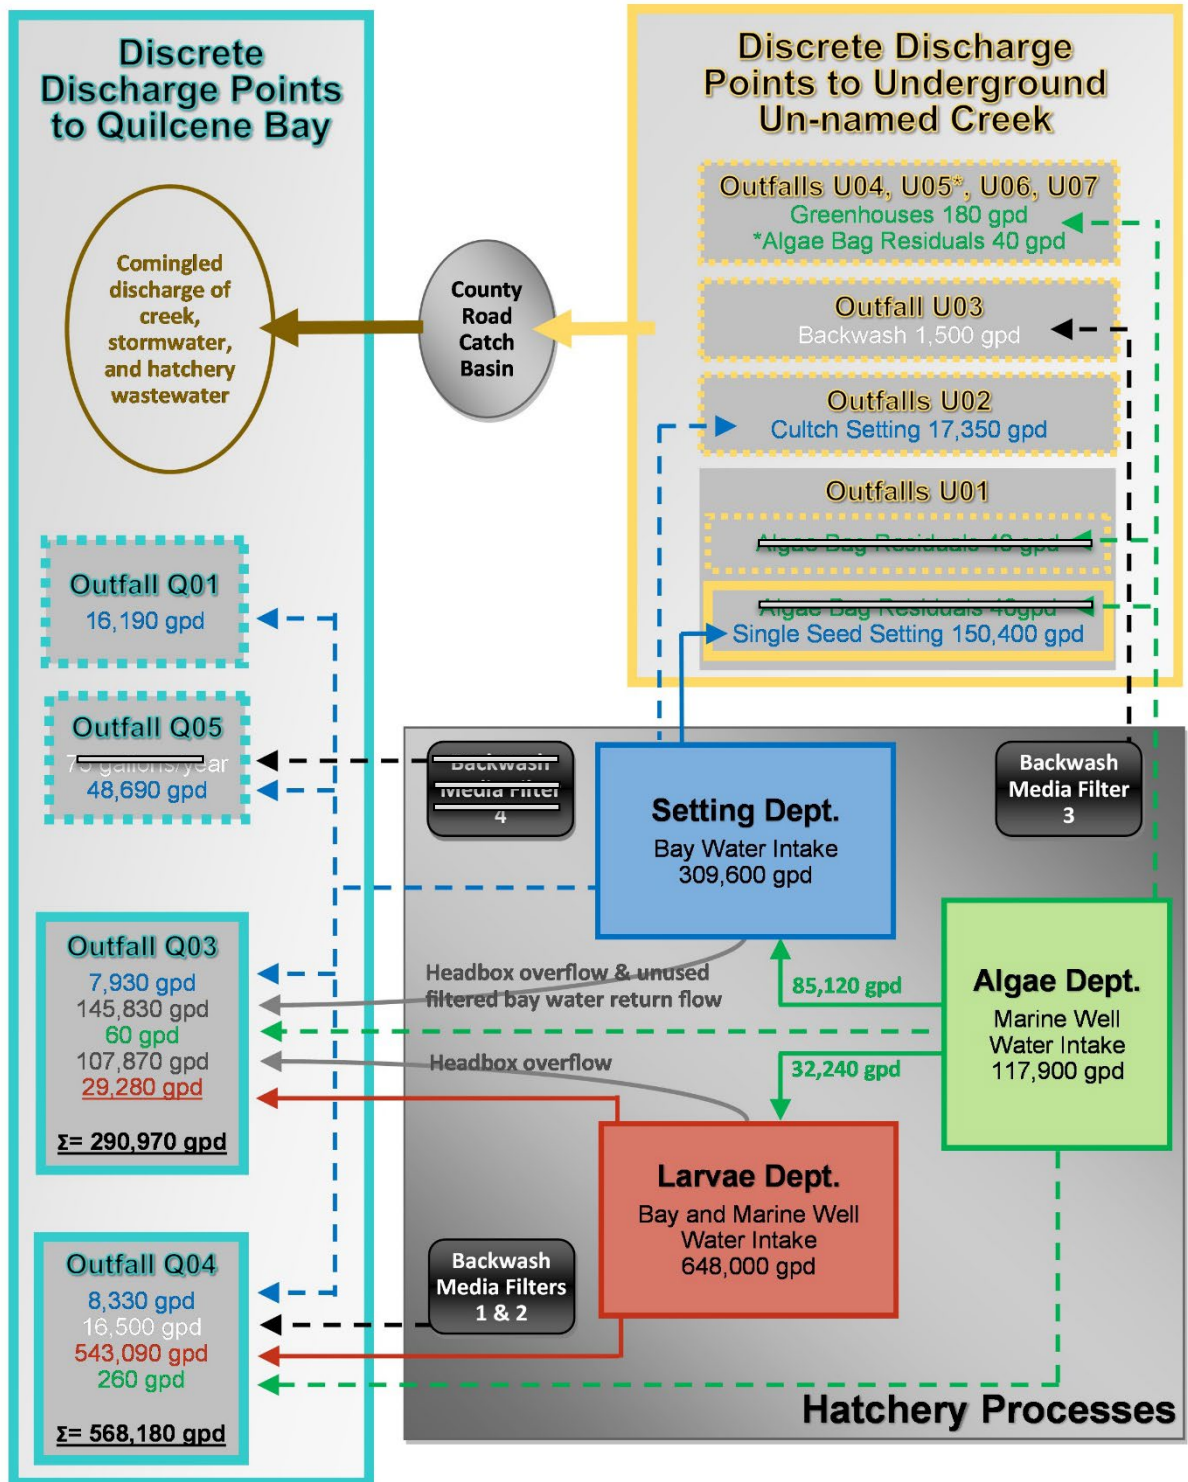 Discrete
Discharge Points
to Quilcene Bay
Comingled
discharge of
creek,
stormwater,
and hatchery
wastewater
County
Road
Catch
Basin
Discrete Discharge
Points to Underground
Un-named Creek
Outfalls U04, U05*, U06, U07
Greenhouses 180 gpd
*Algae Bag Residuals 40 gpd
Outfall U03
Backwash 1,500 gpd
Outfalls U02
Cultch Setting 17,350 gpd
Outfalls U01
Algae Bag Residuals 40 gpd
Algae Bag Residuals 40gpd
Single Seed Setting 150,400 gpd
Outfall Q01
16,190 gpd
Outfall Q05
75 gallons/year
48,690 gpd
Outfall Q03
7,930 gpd
145,830 gpd
60 gpd
107,870 gpd
29,280 gpd
Σ= 290,970 gpd
Outfall Q04
8,330 gpd
16,500 gpd
543,090 gpd
260 gpd
Σ= 568,180 gpd
Backwash
Media Filter
4
Setting Dept.
Bay Water Intake
309,600 gpd
Backwash
Media Filter
3
Headbox overflow & unused
filtered bay water return flow
85,120 gpd
Algae Dept.
Marine Well
Water Intake
117,900 gpd
Headbox overflow
32,240 gpd
Larvae Dept.
Bay and Marine Well
Water Intake
648,000 gpd
Backwash
Media Filters
1 & 2
Hatchery Processes